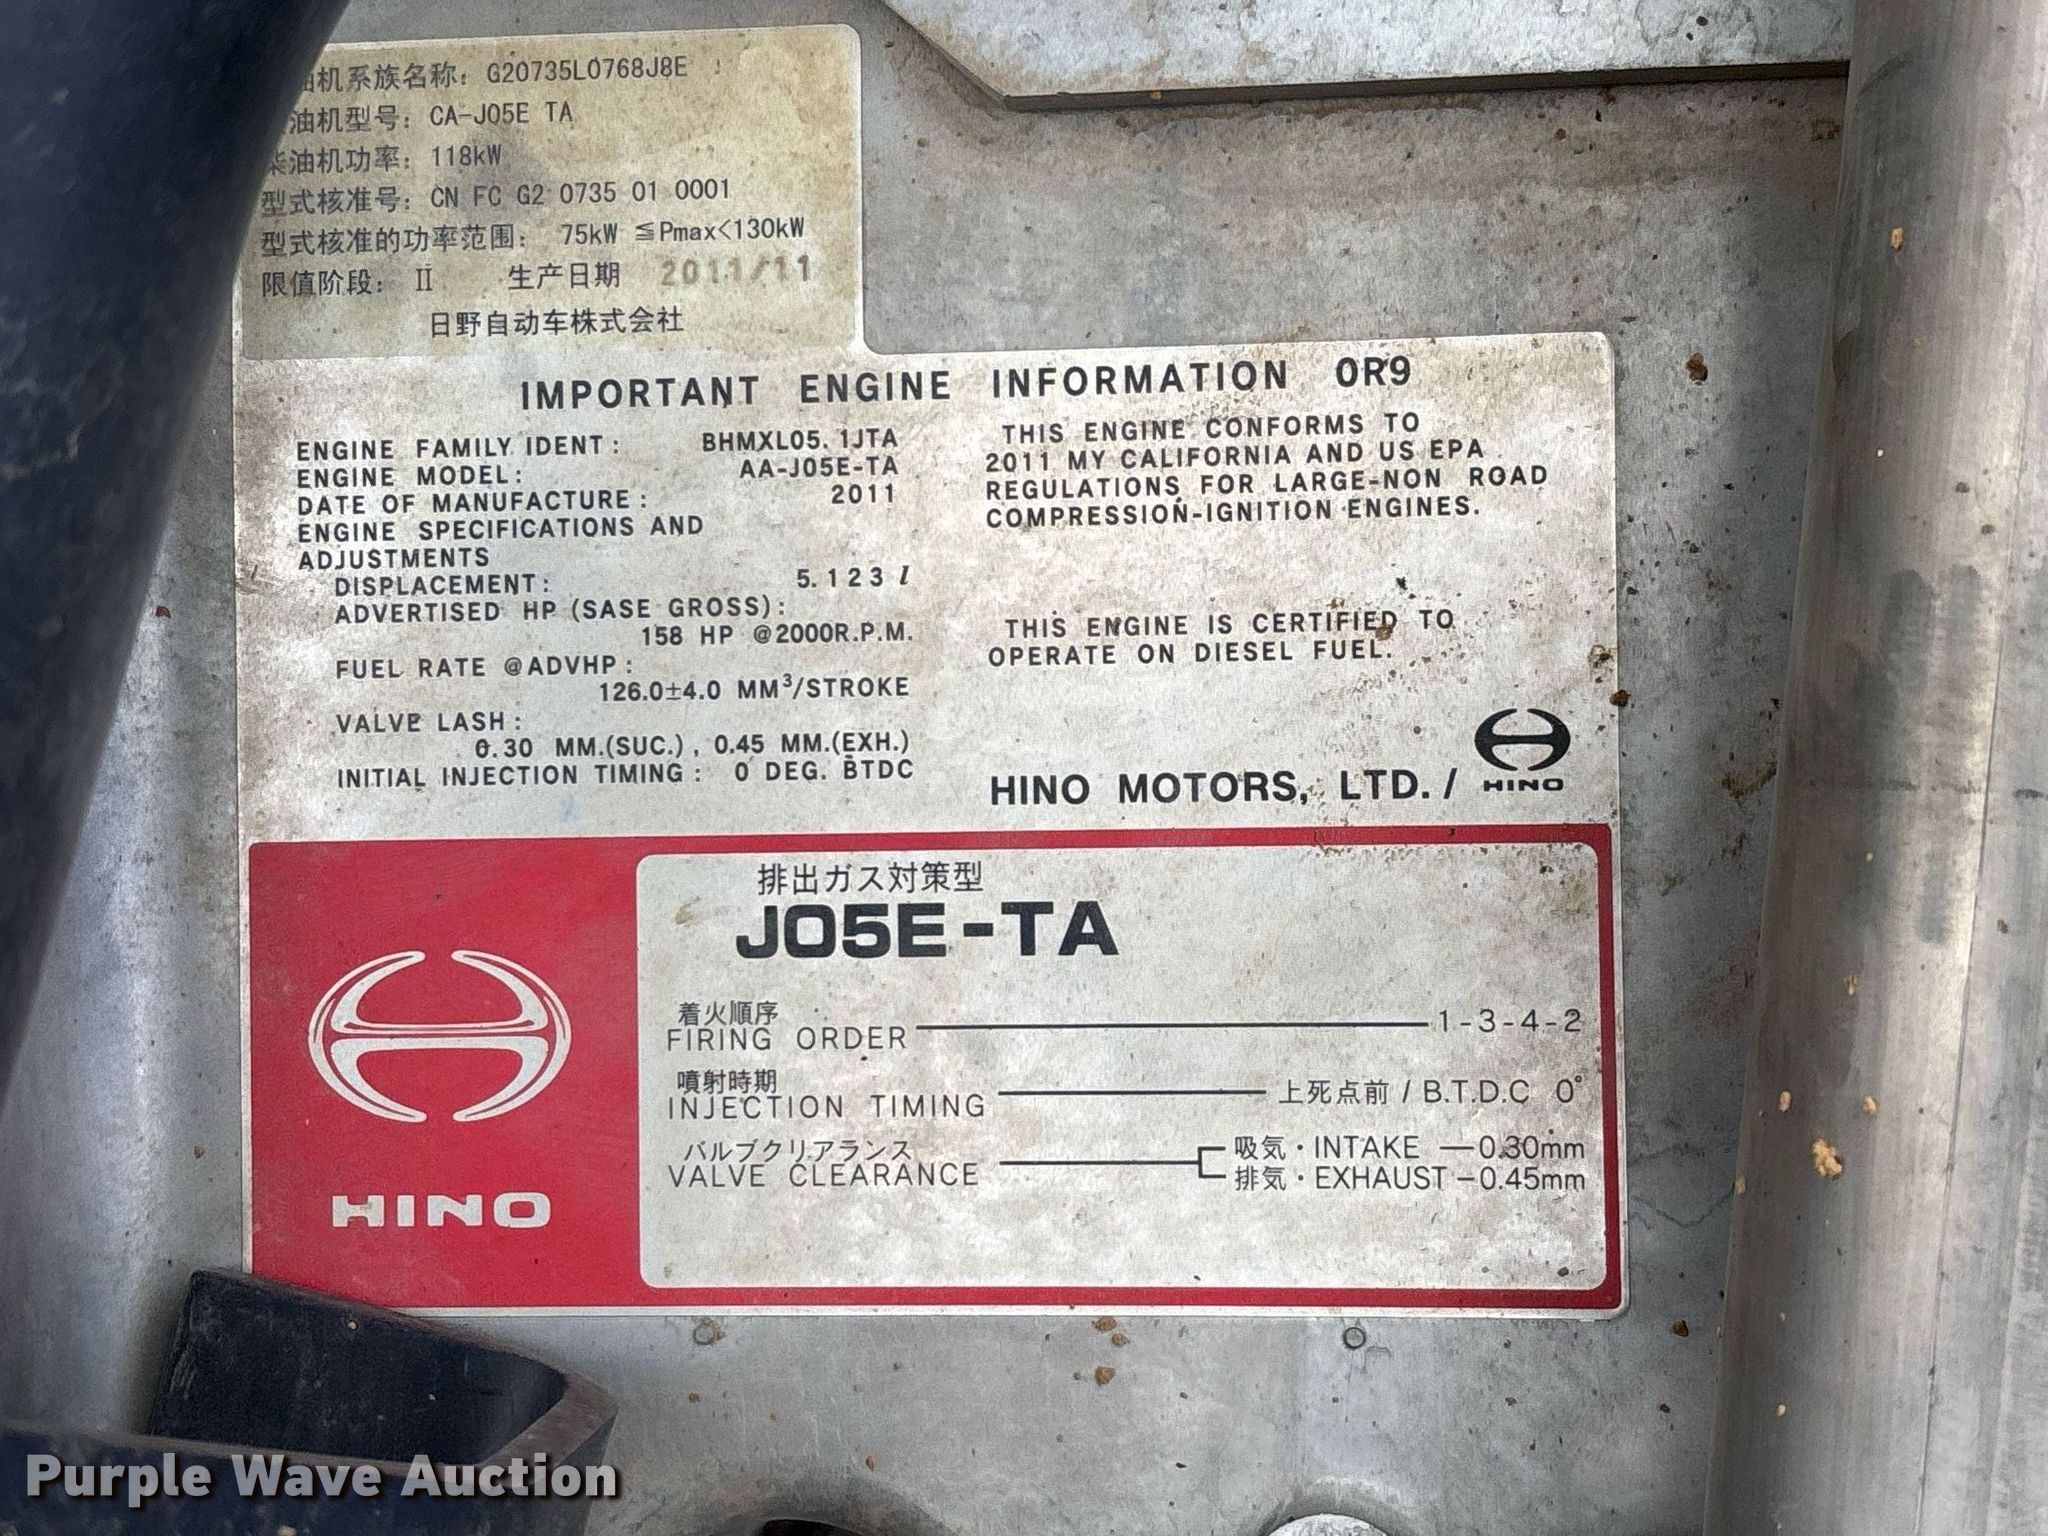 油机系族名称: G20735L0768J8E
油机型号: CA-J05E TA
柴油机功率: 118kW
型式核准号: CN FC G2 0735 01 0001
型式核准的功率范围: 75kW ≦Pmax<130kW
限值阶段: Ⅱ 生产日期 2011/11
日野自动车株式会社
IMPORTANT ENGINE INFORMATION 0R9
ENGINE FAMILY IDENT: BHMXL05.1JTA
ENGINE MODEL: AA-J05E-TA
DATE OF MANUFACTURE: 2011
ENGINE SPECIFICATIONS AND
ADJUSTMENTS
DISPLACEMENT: 5.123 l
ADVERTISED HP (SASE GROSS):
158 HP @2000R.P.M.
FUEL RATE @ADVHP:
126.0±4.0 MM³/STROKE
VALVE LASH:
0.30 MM.(SUC.), 0.45 MM.(EXH.)
INITIAL INJECTION TIMING: 0 DEG. BTDC
THIS ENGINE CONFORMS TO
2011 MY CALIFORNIA AND US EPA
REGULATIONS FOR LARGE-NON ROAD
COMPRESSION-IGNITION ENGINES.
THIS ENGINE IS CERTIFIED TO
OPERATE ON DIESEL FUEL.
HINO MOTORS, LTD. / HINO
HINO
排出ガス対策型
J05E-TA
着火順序
FIRING ORDER 1-3-4-2
噴射時期
INJECTION TIMING 上死点前 / B.T.D.C 0°
バルブクリアランス
VALVE CLEARANCE
吸気・INTAKE —0.30mm
排気・EXHAUST —0.45mm
Purple Wave Auction